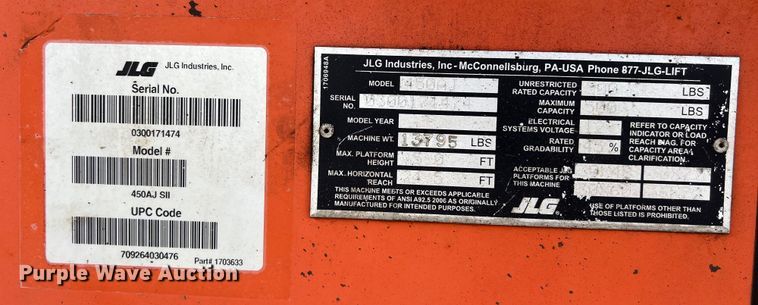 JLG JLG Industries, Inc.
Serial No.
0300171474
Model #
450AJ SII
UPC Code
709264030476
Part# 1703633
1706948A
JLG Industries, Inc - McConnellsburg, PA-USA Phone 877-JLG-LIFT
MODEL 450AJ
SERIAL NO. 0300171474
MODEL YEAR
MACHINE WT. 13795 LBS
MAX. PLATFORM HEIGHT FT
MAX. HORIZONTAL REACH FT
THIS MACHINE MEETS OR EXCEEDS APPLICABLE
REQUIREMENTS OF ANSI A92.5 2006 AS ORIGINALLY
MANUFACTURED FOR INTENDED PURPOSES.
UNRESTRICTED RATED CAPACITY LBS
MAXIMUM CAPACITY LBS
ELECTRICAL SYSTEMS VOLTAGE
RATED GRADABILITY %
REFER TO CAPACITY
INDICATOR OR LOAD
REACH DIAG. FOR
CAPACITY AREA
CLARIFICATION
ACCEPTABLE JLG
PLATFORMS FOR
THIS MACHINE
JLG
USE OF PLATFORMS OTHER THAN
THOSE LISTED IS PROHIBITED.
Purple Wave Auction